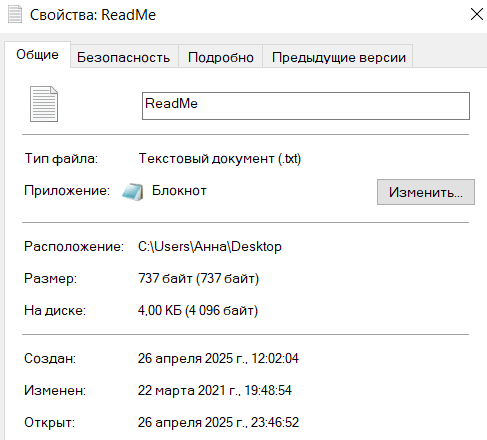 Свойства: ReadMe
Общие Безопасность Подробно Предыдущие версии
ReadMe
Тип файла: Текстовый документ (.txt)
Приложение: Блокнот Изменить...
Расположение: C:\Users\Анна\Desktop
Размер: 737 байт (737 байт)
На диске: 4,00 КБ (4 096 байт)
Создан: 26 апреля 2025 г., 12:02:04
Изменен: 22 марта 2021 г., 19:48:54
Открыт: 26 апреля 2025 г., 23:46:52